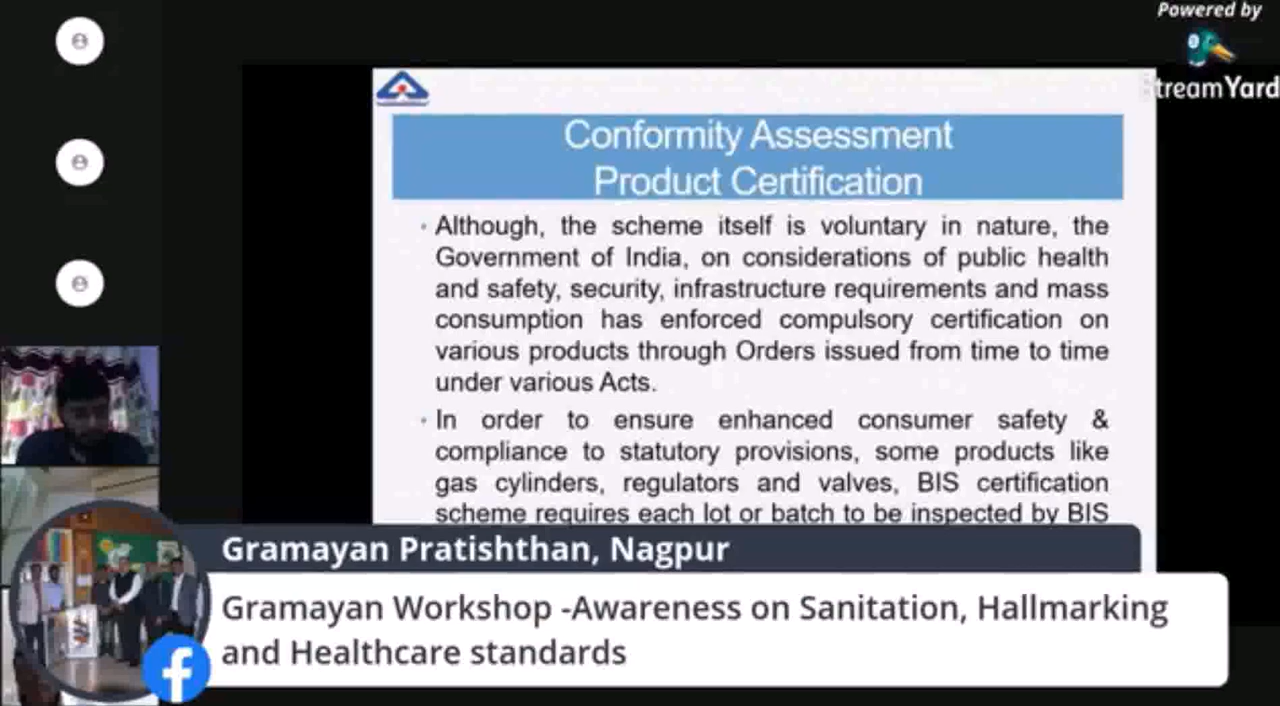 Powered by
StreamYard
Conformity Assessment
Product Certification
· Although, the scheme itself is voluntary in nature, the
Government of India, on considerations of public health
and safety, security, infrastructure requirements and mass
consumption has enforced compulsory certification on
various products through Orders issued from time to time
under various Acts.
· In order to ensure enhanced consumer safety &
compliance to statutory provisions, some products like
gas cylinders, regulators and valves, BIS certification
scheme requires each lot or batch to be inspected by BIS
Gramayan Pratishthan, Nagpur
Gramayan Workshop -Awareness on Sanitation, Hallmarking
and Healthcare standards